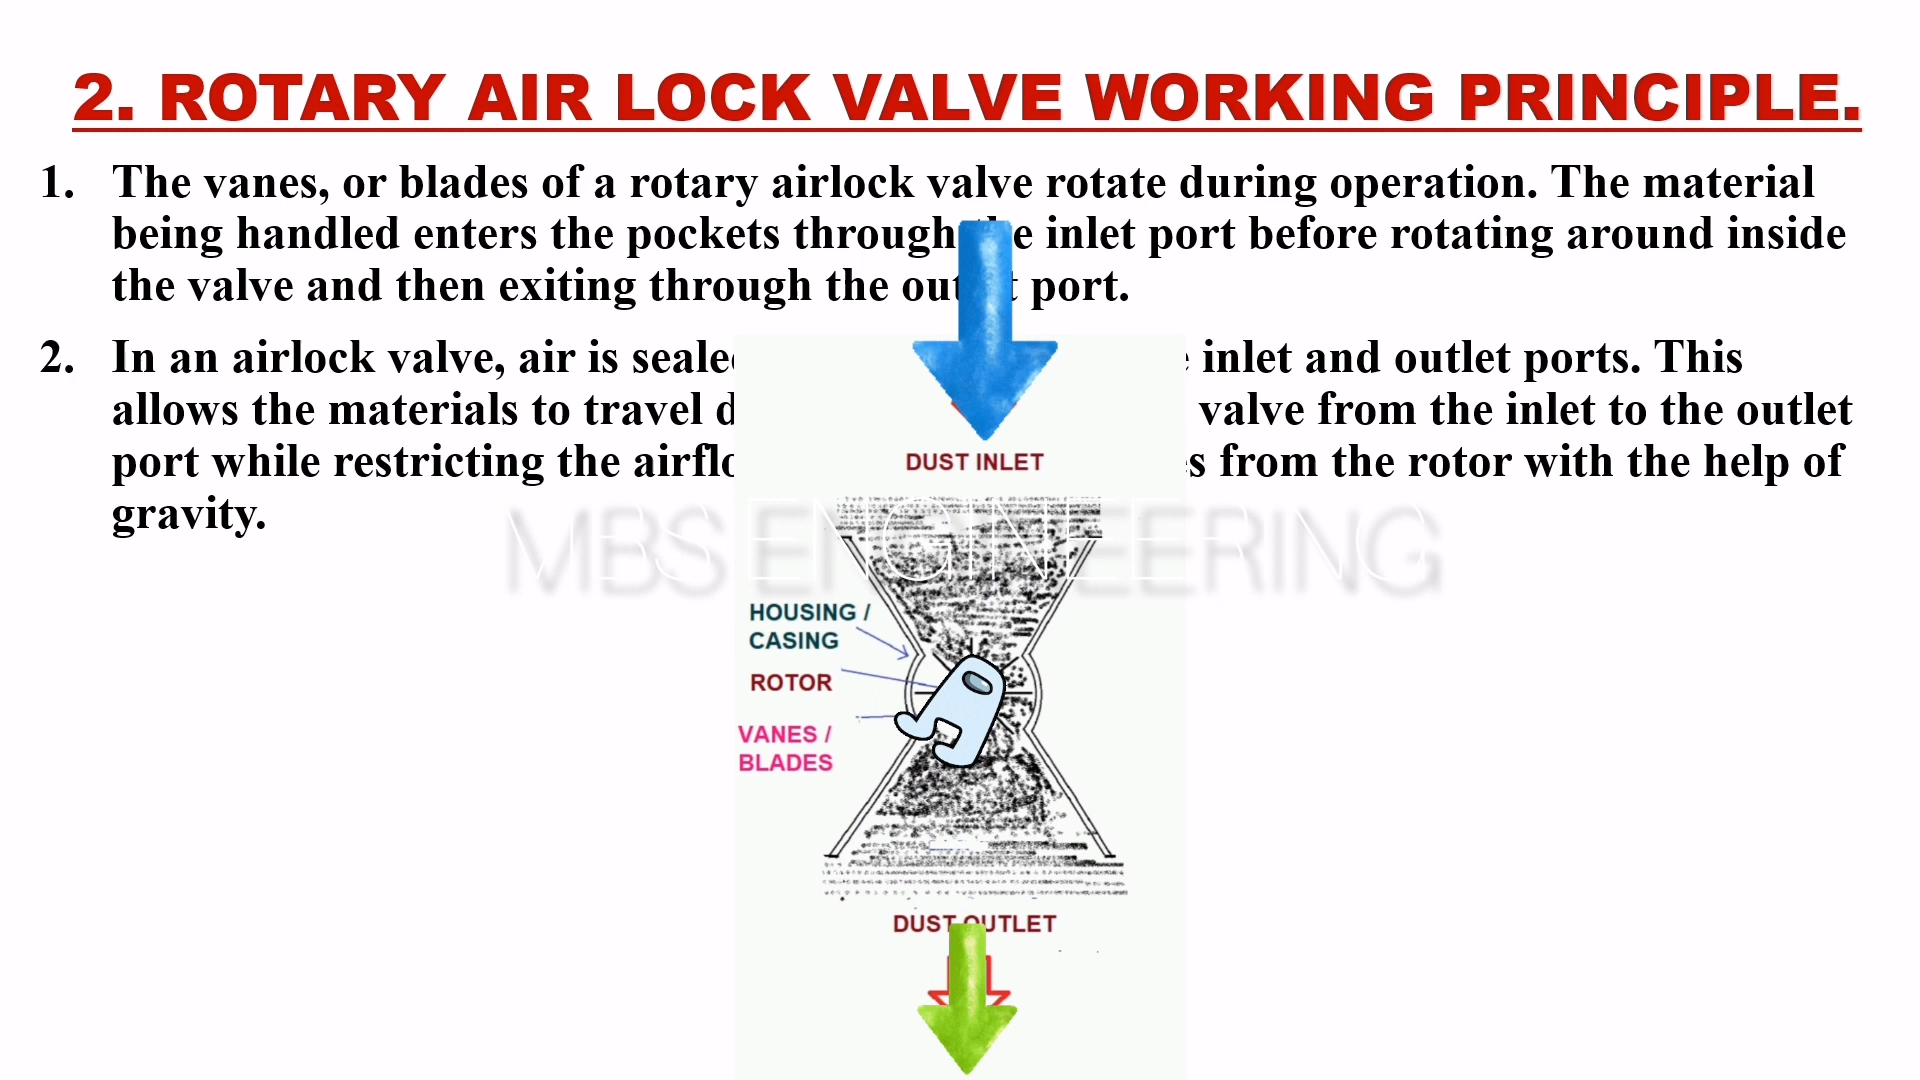 2. ROTARY AIR LOCK VALVE WORKING PRINCIPLE.
1. The vanes, or blades of a rotary airlock valve rotate during operation. The material
being handled enters the pockets through the inlet port before rotating around inside
the valve and then exiting through the outlet port.
2. In an airlock valve, air is sealed inlet and outlet ports. This
allows the materials to travel valve from the inlet to the outlet
port while restricting the from the rotor with the help of
gravity.
DUST INLET
MBS ENGINEERING
HOUSING /
CASING
ROTOR
VANES /
BLADES
DUST OUTLET